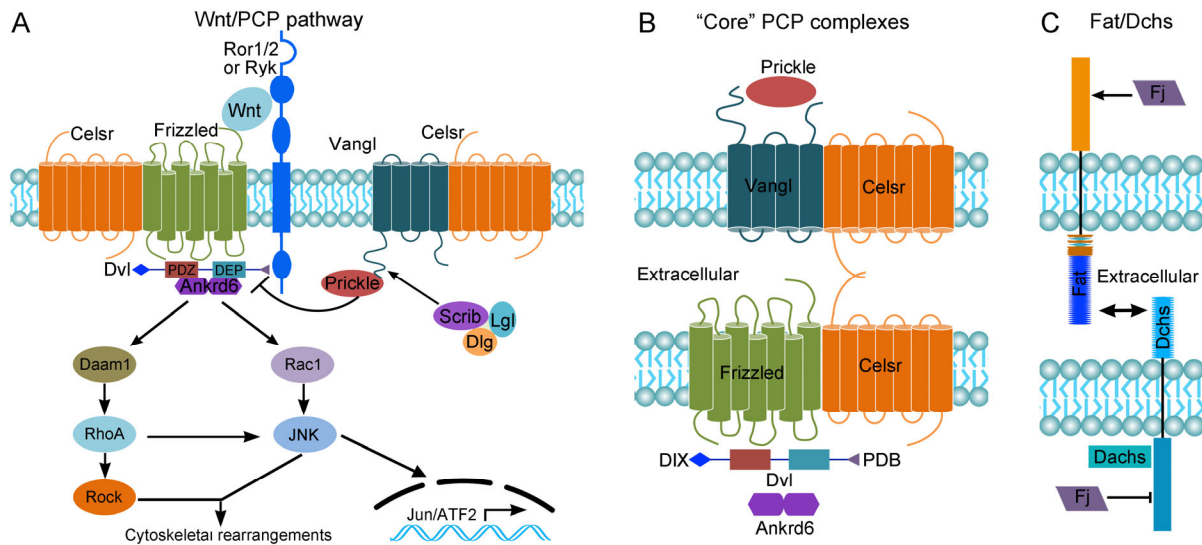 A
Wnt/PCP pathway
Ror1/2
or Ryk
Wnt
Celsr
Frizzled
Vangl
Celsr
Dvl
PDZ
DEP
Ankrd6
Prickle
Scrib
Lgl
Dlg
Daam1
Rac1
RhoA
JNK
Rock
Jun/ATF2
Cytoskeletal rearrangements
B
“Core” PCP complexes
Prickle
Vangl
Celsr
Extracellular
Frizzled
Celsr
DIX
PDB
Dvl
Ankrd6
C
Fat/Dchs
Fj
Fat
Extracellular
Dchs
Dachs
Fj